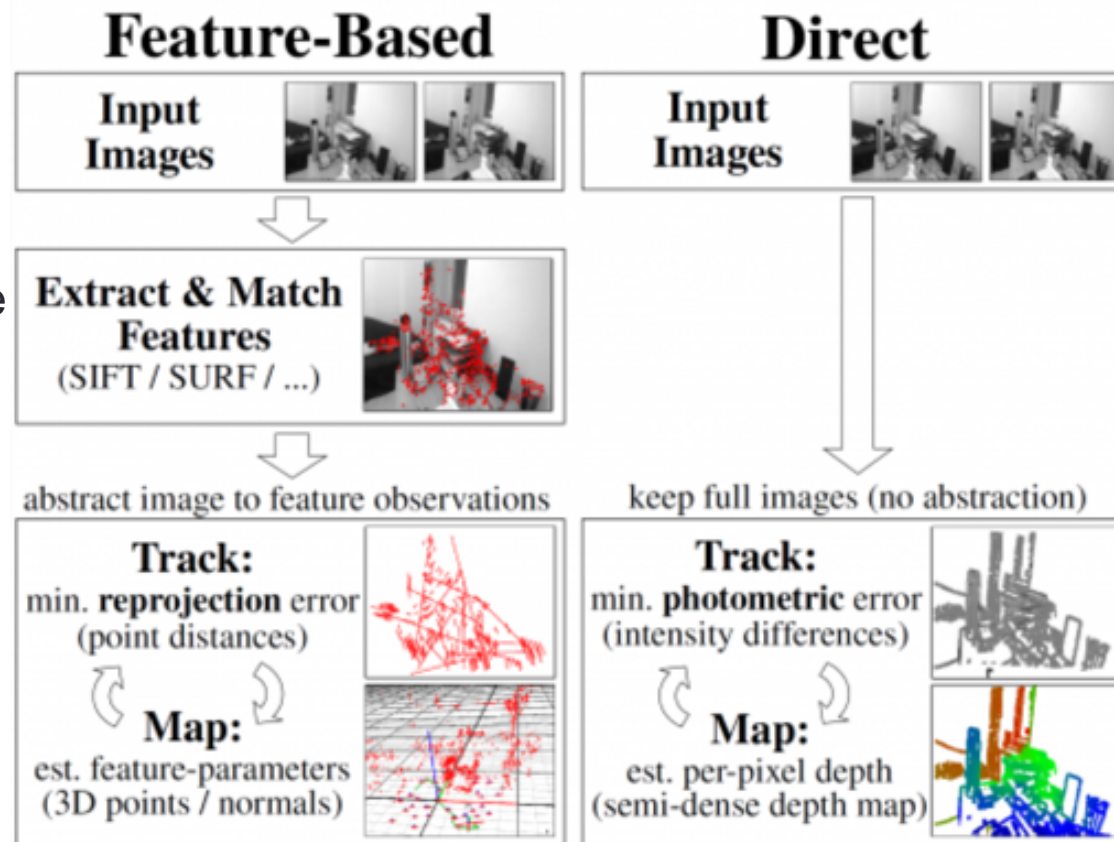 Feature-Based
Input
Images
e
Extract & Match
Features
(SIFT / SURF / ...)
abstract image to feature observations
Track:
min. reprojection error
(point distances)
Map:
est. feature-parameters
(3D points / normals)
Direct
Input
Images
keep full images (no abstraction)
Track:
min. photometric error
(intensity differences)
Map:
est. per-pixel depth
(semi-dense depth map)